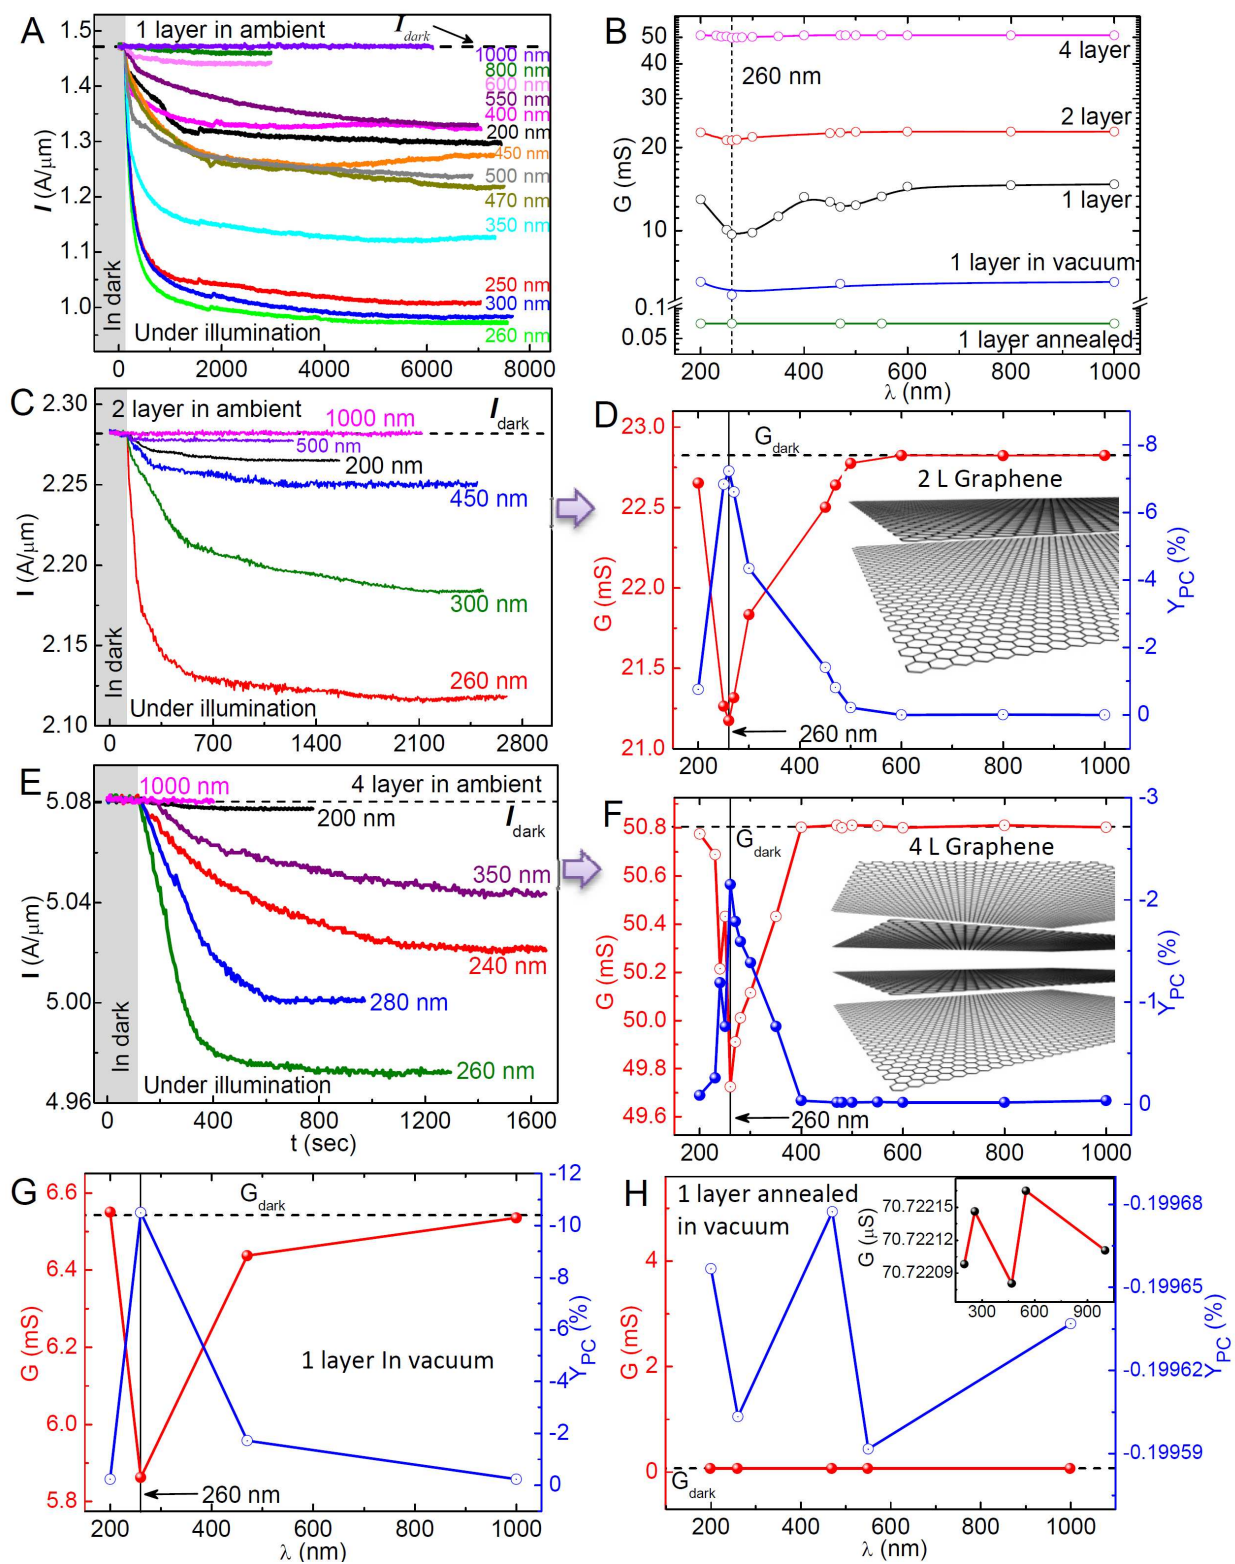 A
1 layer in ambient
I dark
1.5
1.4
1.3
1.2
1.1
1.0
I (A/μm)
1000 nm
800 nm
600 nm
550 nm
400 nm
200 nm
450 nm
500 nm
470 nm
350 nm
250 nm
300 nm
260 nm
In dark
Under illumination
0 2000 4000 6000 8000
B
50
40
30
20
10
0.1
0.05
G (mS)
260 nm
4 layer
2 layer
1 layer
1 layer in vacuum
1 layer annealed
200 400 600 800 1000
λ (nm)
C
2 layer in ambient
I dark
2.30
2.25
2.20
2.15
2.10
I (A/μm)
1000 nm
500 nm
200 nm
450 nm
300 nm
260 nm
In dark
Under illumination
0 700 1400 2100 2800
D
23.0
22.5
22.0
21.5
21.0
G (mS)
G dark
2 L Graphene
260 nm
-8
-6
-4
-2
0
Y PC (%)
200 400 600 800 1000
E
1000 nm
4 layer in ambient
I dark
5.08
5.04
5.00
4.96
I (A/μm)
200 nm
350 nm
240 nm
280 nm
260 nm
In dark
Under illumination
0 400 800 1200 1600
t (sec)
F
50.8
50.6
50.4
50.2
50.0
49.8
49.6
G (mS)
G dark
4 L Graphene
260 nm
-3
-2
-1
0
Y PC (%)
200 400 600 800 1000
G
6.6
6.4
6.2
6.0
5.8
G (mS)
G dark
1 layer In vacuum
260 nm
-12
-10
-8
-6
-4
-2
0
Y PC (%)
200 400 600 800 1000
λ (nm)
H
1 layer annealed
in vacuum
4
2
0
G (mS)
G dark
70.72215
70.72212
70.72209
G (μS)
300 600 900
-0.19968
-0.19965
-0.19962
-0.19959
Y PC (%)
200 400 600 800 1000
λ (nm)